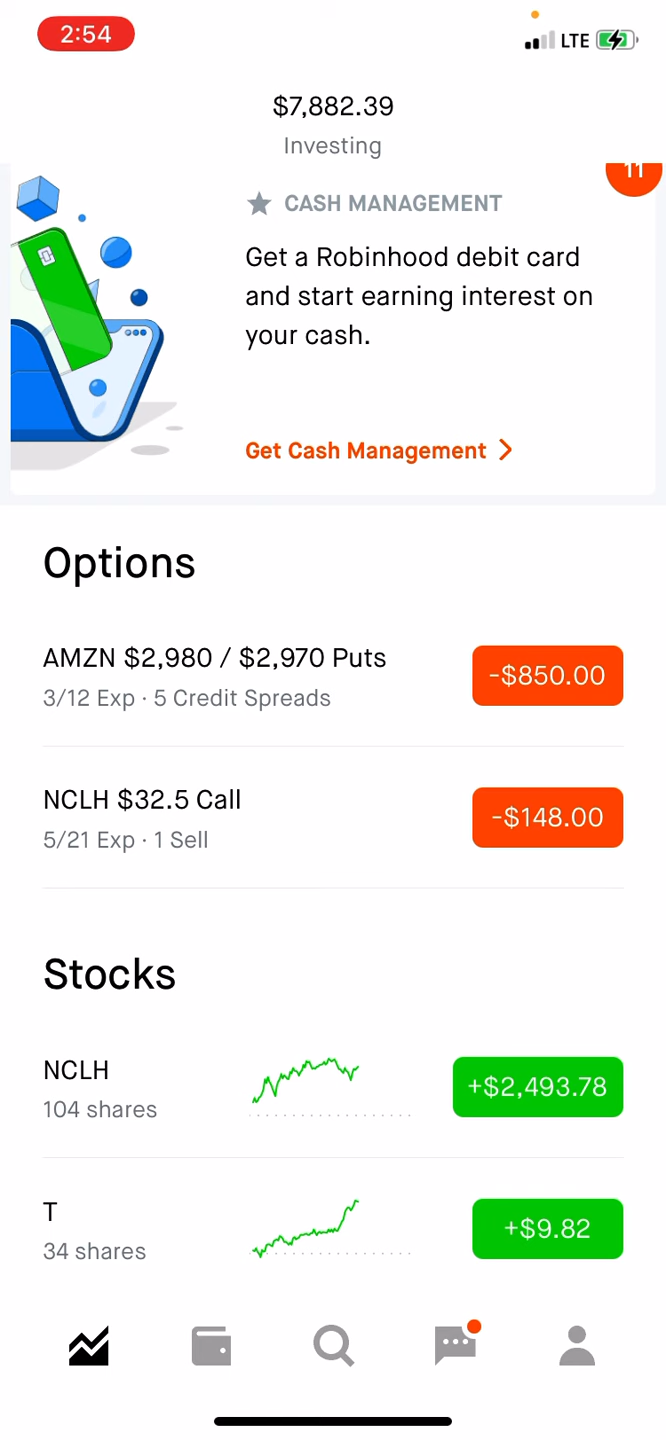 2:54
LTE
$7,882.39
Investing
11
CASH MANAGEMENT
Get a Robinhood debit card
and start earning interest on
your cash.
Get Cash Management
Options
AMZN $2,980 / $2,970 Puts
3/12 Exp · 5 Credit Spreads
-$850.00
NCLH $32.5 Call
5/21 Exp · 1 Sell
-$148.00
Stocks
NCLH
104 shares
+$2,493.78
T
34 shares
+$9.82